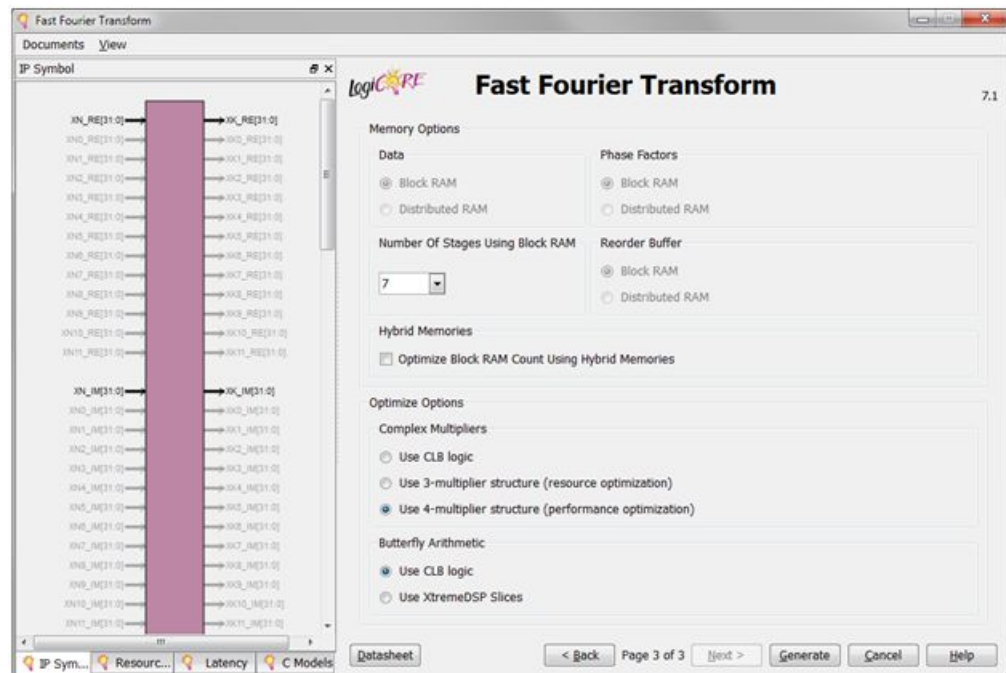 Fast Fourier Transform
Documents View
IP Symbol
XN_RE[31:0] XK_RE[31:0]
XN0_RE[31:0] XK0_RE[31:0]
XN1_RE[31:0] XK1_RE[31:0]
XN2_RE[31:0] XK2_RE[31:0]
XN3_RE[31:0] XK3_RE[31:0]
XN4_RE[31:0] XK4_RE[31:0]
XN5_RE[31:0] XK5_RE[31:0]
XN6_RE[31:0] XK6_RE[31:0]
XN7_RE[31:0] XK7_RE[31:0]
XN8_RE[31:0] XK8_RE[31:0]
XN9_RE[31:0] XK9_RE[31:0]
XN10_RE[31:0] XK10_RE[31:0]
XN11_RE[31:0] XK11_RE[31:0]
XN_IM[31:0] XK_IM[31:0]
XN0_IM[31:0] XK0_IM[31:0]
XN1_IM[31:0] XK1_IM[31:0]
XN2_IM[31:0] XK2_IM[31:0]
XN3_IM[31:0] XK3_IM[31:0]
XN4_IM[31:0] XK4_IM[31:0]
XN5_IM[31:0] XK5_IM[31:0]
XN6_IM[31:0] XK6_IM[31:0]
XN7_IM[31:0] XK7_IM[31:0]
XN8_IM[31:0] XK8_IM[31:0]
XN9_IM[31:0] XK9_IM[31:0]
XN10_IM[31:0] XK10_IM[31:0]
XN11_IM[31:0] XK11_IM[31:0]
IP Sym... Resourc... Latency C Models
LogiCORE
Fast Fourier Transform
7.1
Memory Options
Data
Block RAM
Distributed RAM
Phase Factors
Block RAM
Distributed RAM
Number Of Stages Using Block RAM
7
Reorder Buffer
Block RAM
Distributed RAM
Hybrid Memories
Optimize Block RAM Count Using Hybrid Memories
Optimize Options
Complex Multipliers
Use CLB logic
Use 3-multiplier structure (resource optimization)
Use 4-multiplier structure (performance optimization)
Butterfly Arithmetic
Use CLB logic
Use XtremeDSP Slices
Datasheet < Back Page 3 of 3 Next > Generate Cancel Help